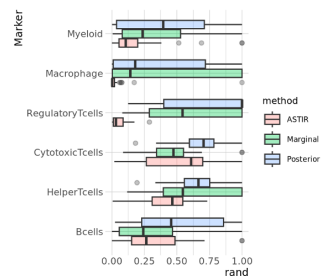 Marker
Myeloid
Macrophage
RegulatoryTcells
CytotoxicTcells
HelperTcells
Bcells
0.00 0.25 0.50 0.75 1.00
rand
method
ASTIR
Marginal
Posterior